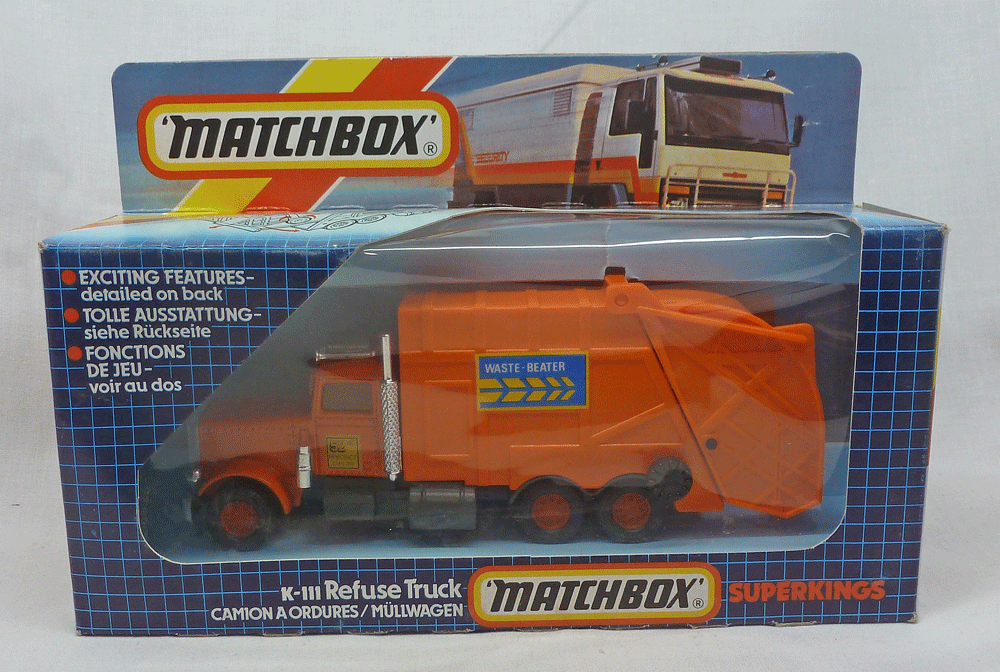 'MATCHBOX'®
EXCITING FEATURES–
detailed on back
TOLLE AUSSTATTUNG–
siehe Rückseite
FONCTIONS
DE JEU–
voir au dos
WASTE-BEATER
K-111 Refuse Truck
CAMION A ORDURES / MÜLLWAGEN
'MATCHBOX'®
SUPERKINGS